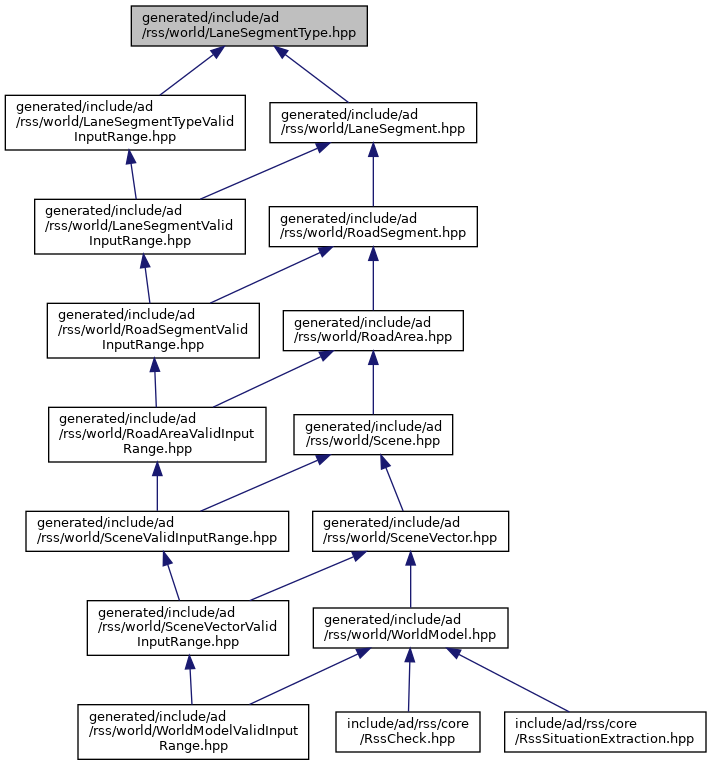 generated/include/ad
/rss/world/LaneSegmentType.hpp
generated/include/ad
/rss/world/LaneSegmentTypeValid
InputRange.hpp
generated/include/ad
/rss/world/LaneSegment.hpp
generated/include/ad
/rss/world/LaneSegmentValid
InputRange.hpp
generated/include/ad
/rss/world/RoadSegment.hpp
generated/include/ad
/rss/world/RoadSegmentValid
InputRange.hpp
generated/include/ad
/rss/world/RoadArea.hpp
generated/include/ad
/rss/world/RoadAreaValidInput
Range.hpp
generated/include/ad
/rss/world/Scene.hpp
generated/include/ad
/rss/world/SceneValidInputRange.hpp
generated/include/ad
/rss/world/SceneVector.hpp
generated/include/ad
/rss/world/SceneVectorValid
InputRange.hpp
generated/include/ad
/rss/world/WorldModel.hpp
generated/include/ad
/rss/world/WorldModelValidInput
Range.hpp
include/ad/rss/core
/RssCheck.hpp
include/ad/rss/core
/RssSituationExtraction.hpp